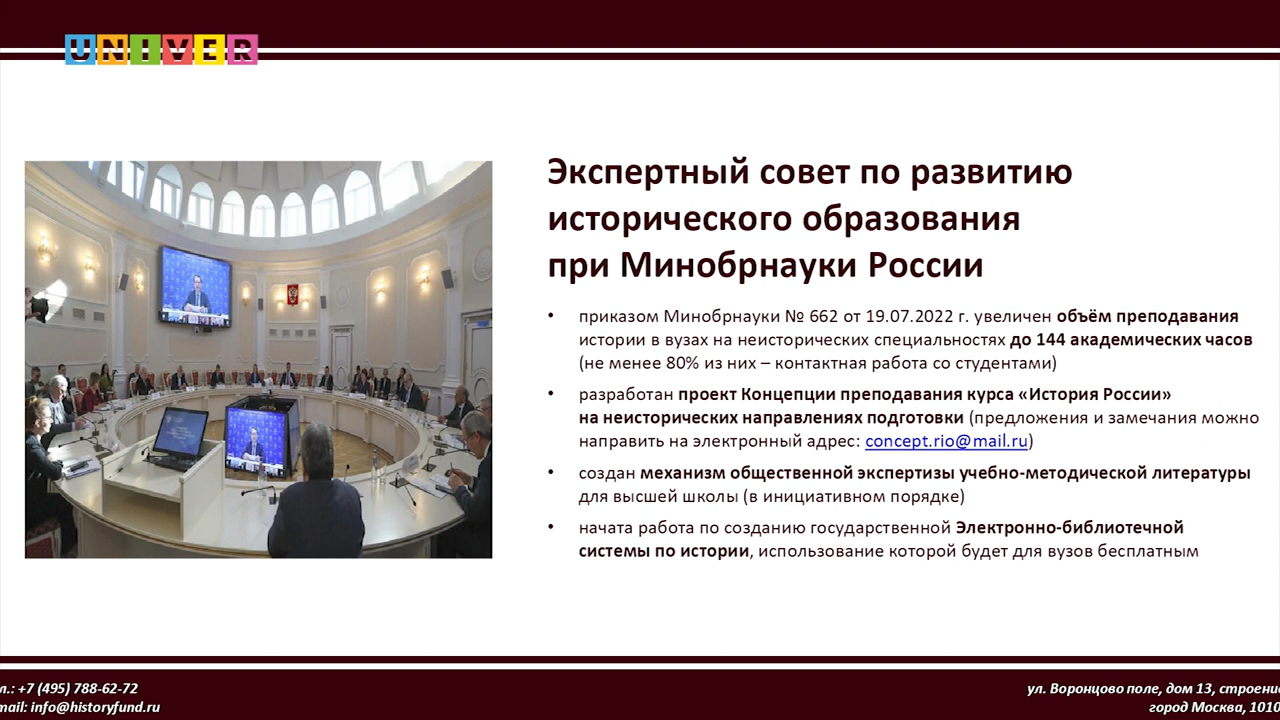 UNIVER
Экспертный совет по развитию
исторического образования
при Минобрнауки России
• приказом Минобрнауки № 662 от 19.07.2022 г. увеличен объём преподавания
истории в вузах на неисторических специальностях до 144 академических часов
(не менее 80% из них – контактная работа со студентами)
• разработан проект Концепции преподавания курса «История России»
на неисторических направлениях подготовки (предложения и замечания можно
направить на электронный адрес: concept.rio@mail.ru)
• создан механизм общественной экспертизы учебно-методической литературы
для высшей школы (в инициативном порядке)
• начата работа по созданию государственной Электронно-библиотечной
системы по истории, использование которой будет для вузов бесплатным
л.: +7 (495) 788-62-72
mail: info@historyfund.ru
ул. Воронцово поле, дом 13, строение
город Москва, 1010